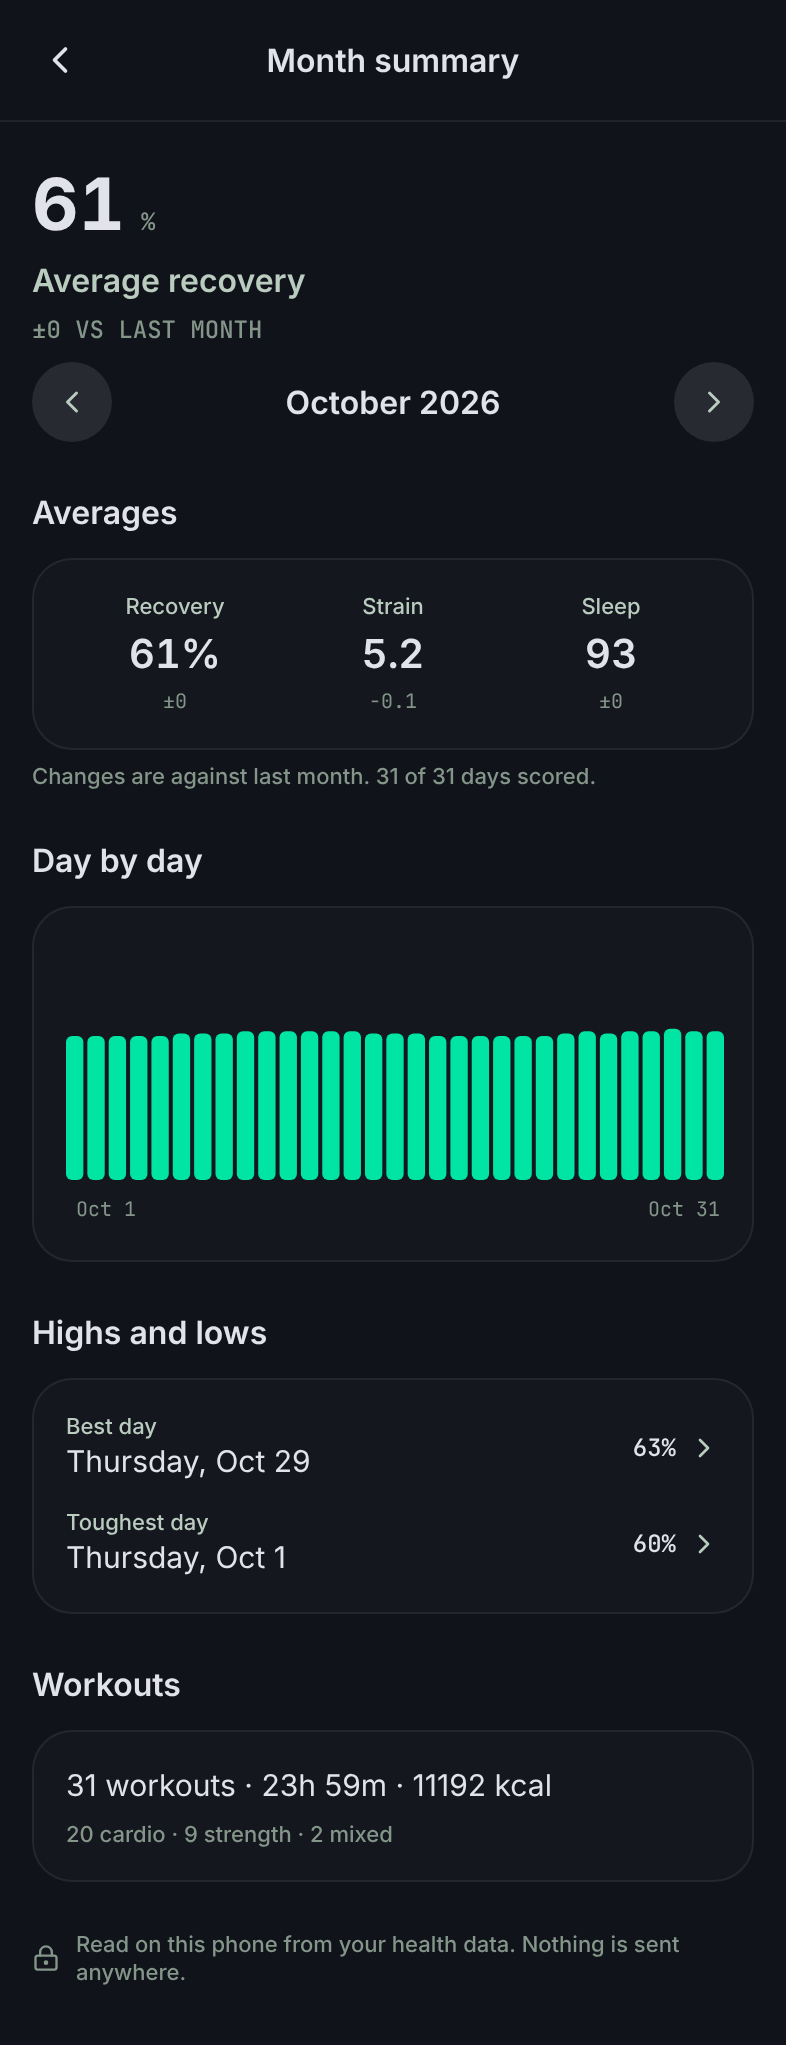 Month summary
61 %
Average recovery
±0 VS LAST MONTH
October 2026
Averages
Recovery Strain Sleep
61% 5.2 93
±0 -0.1 ±0
Changes are against last month. 31 of 31 days scored.
Day by day
Oct 1 Oct 31
Highs and lows
Best day
Thursday, Oct 29 63%
Toughest day
Thursday, Oct 1 60%
Workouts
31 workouts · 23h 59m · 11192 kcal
20 cardio · 9 strength · 2 mixed
Read on this phone from your health data. Nothing is sent
anywhere.